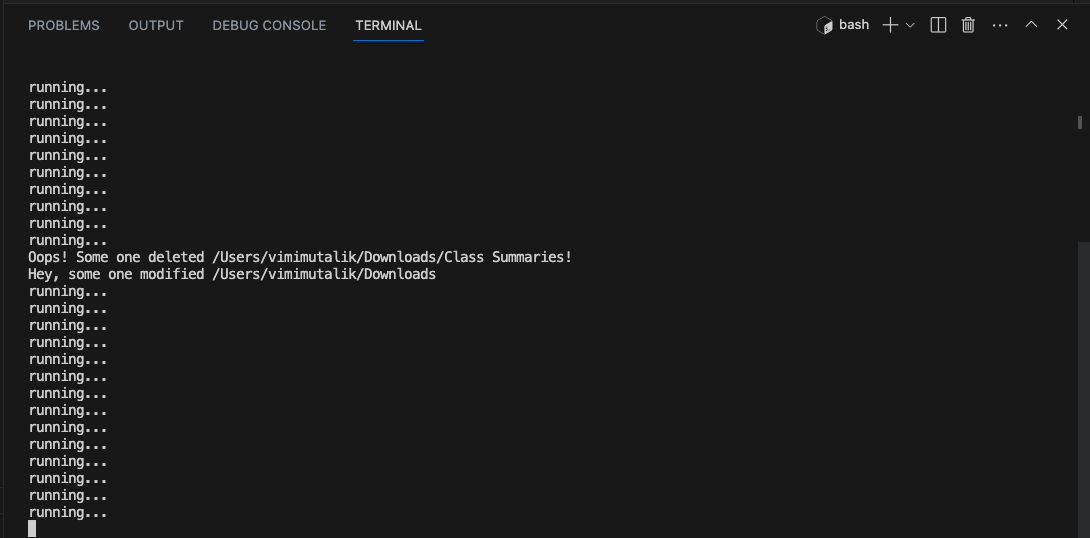 PROBLEMS OUTPUT DEBUG CONSOLE TERMINAL bash
running...
running...
running...
running...
running...
running...
running...
running...
running...
running...
Oops! Some one deleted /Users/vimimutalik/Downloads/Class Summaries!
Hey, some one modified /Users/vimimutalik/Downloads
running...
running...
running...
running...
running...
running...
running...
running...
running...
running...
running...
running...
running...
running...